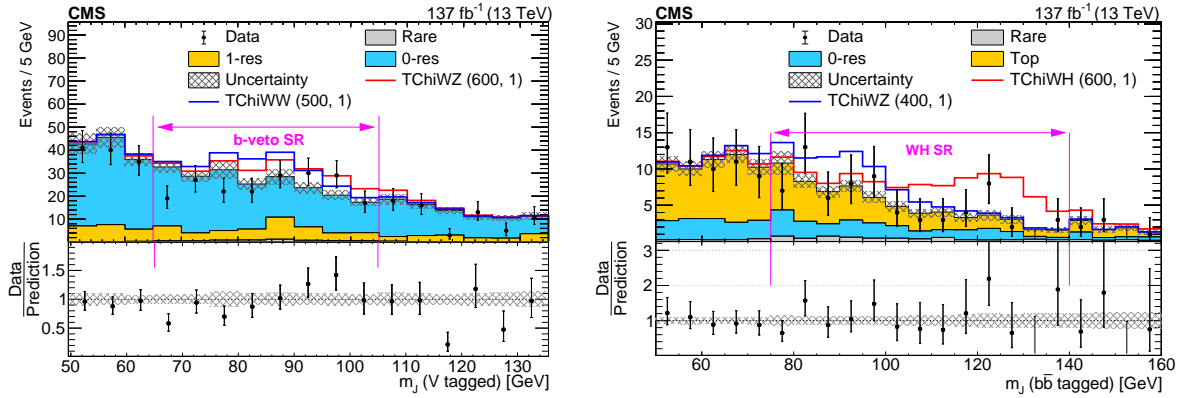 CMS 137 fb⁻¹ (13 TeV)
Events / 5 GeV
90
80
70
60
50
40
30
20
10
Data Rare
1-res 0-res
Uncertainty TChiWZ (600, 1)
TChiWW (500, 1)
b-veto SR
Data
Prediction
1.5
1
0.5
50 60 70 80 90 100 110 120 130
m_J (V tagged) [GeV]
CMS 137 fb⁻¹ (13 TeV)
Events / 5 GeV
30
25
20
15
10
5
Data Rare
0-res Top
Uncertainty TChiWH (600, 1)
TChiWZ (400, 1)
WH SR
Data
Prediction
3
2
1
60 80 100 120 140 160
m_J (bb̅ tagged) [GeV]